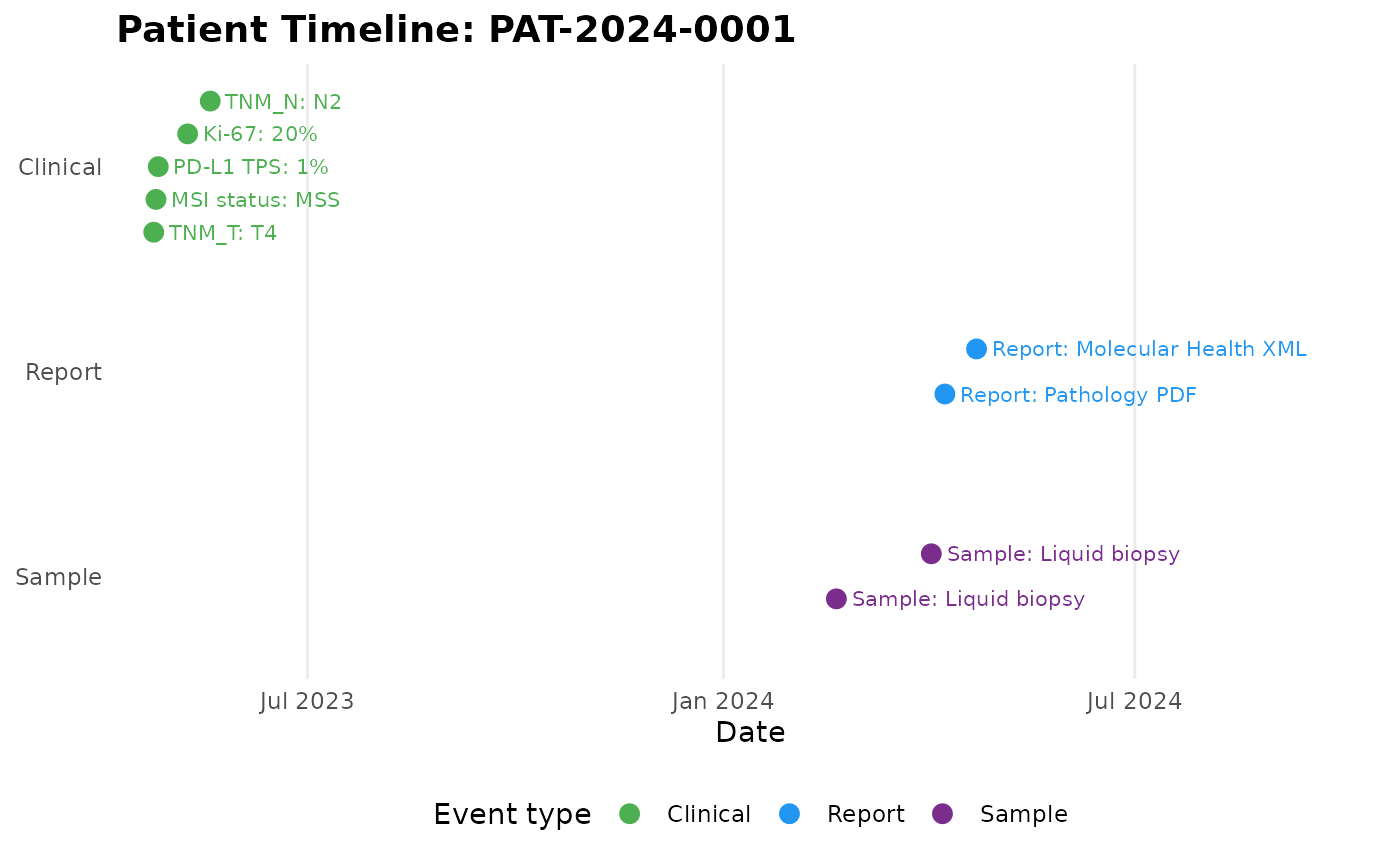 Patient Timeline: PAT-2024-0001
TNM_N: N2
Ki-67: 20%
Clinical
PD-L1 TPS: 1%
MSI status: MSS
TNM_T: T4
Report: Molecular Health XML
Report
Report: Pathology PDF
Sample: Liquid biopsy
Sample
Sample: Liquid biopsy
Jul 2023
Jan 2024
Jul 2024
Date
Event type
Clinical
Report
Sample